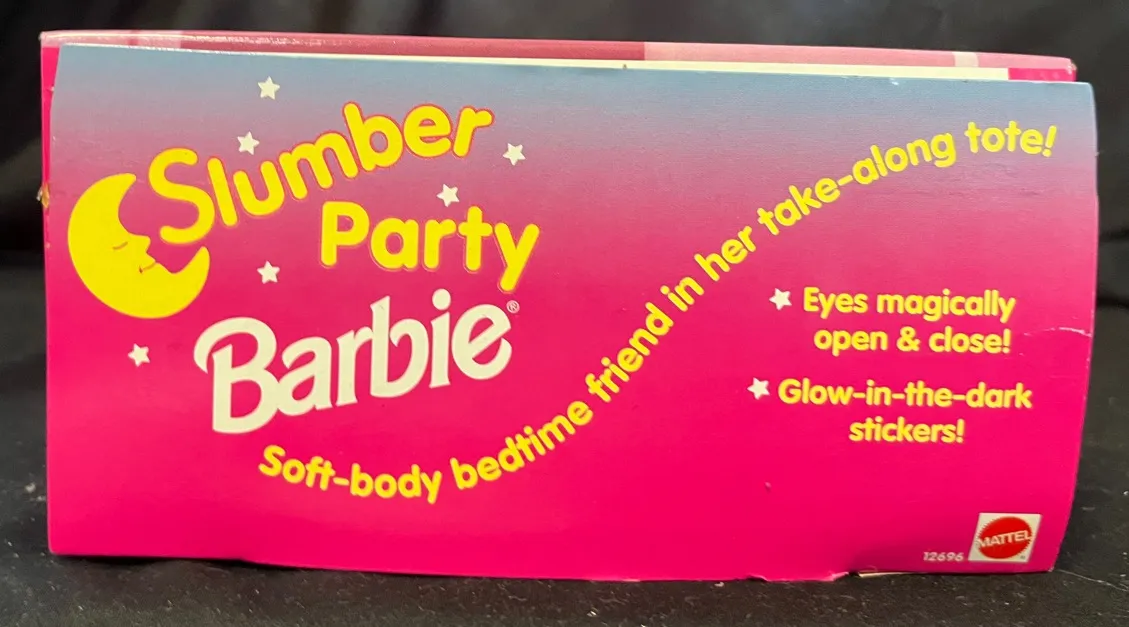 Slumber
Party
Barbie®
Soft-body bedtime friend in her take-along tote!
Eyes magically
open & close!
Glow-in-the-dark
stickers!
12696
MATTEL